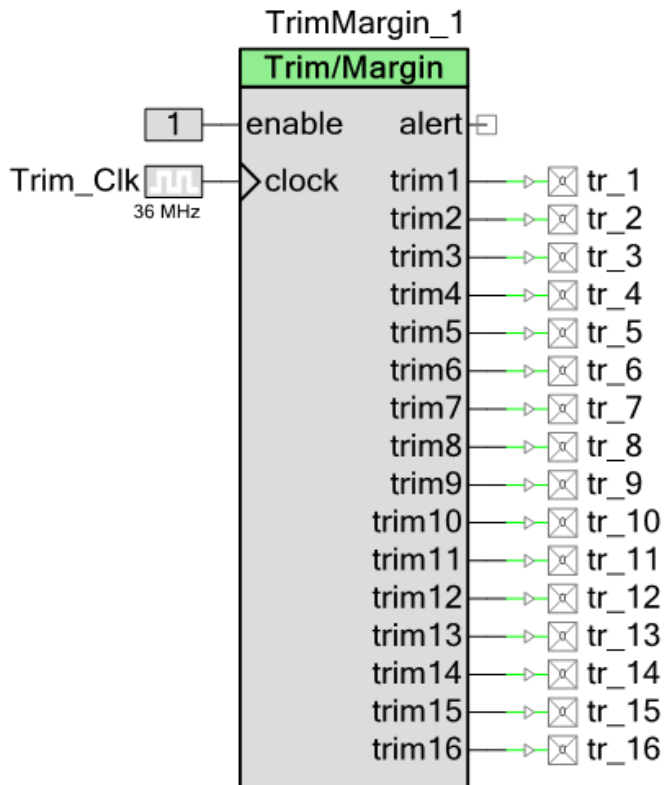 TrimMargin_1
Trim/Margin
1 enable alert
Trim_Clk clock trim1 tr_1
36 MHz
trim2 tr_2
trim3 tr_3
trim4 tr_4
trim5 tr_5
trim6 tr_6
trim7 tr_7
trim8 tr_8
trim9 tr_9
trim10 tr_10
trim11 tr_11
trim12 tr_12
trim13 tr_13
trim14 tr_14
trim15 tr_15
trim16 tr_16